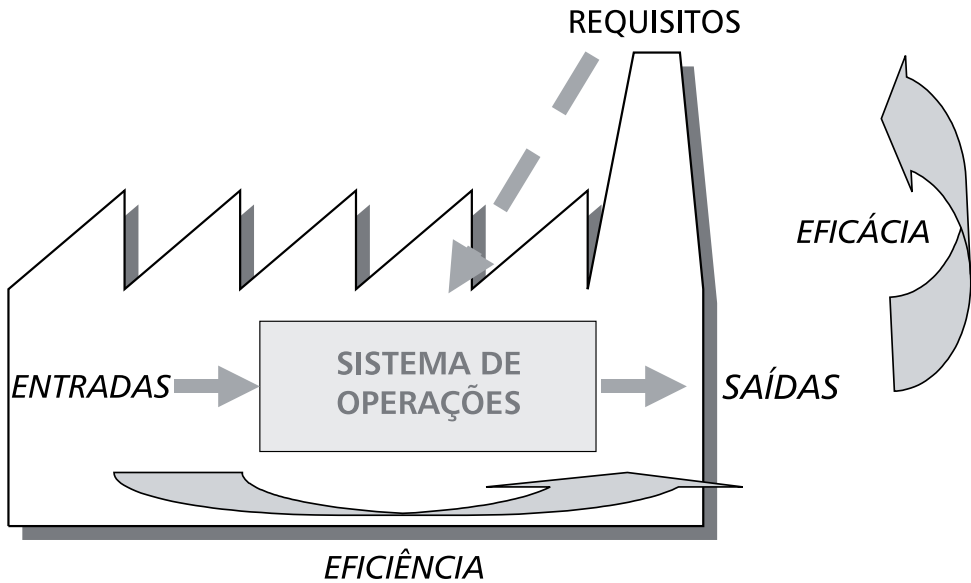 REQUISITOS
EFICÁCIA
ENTRADAS
SISTEMA DE
OPERAÇÕES
SAÍDAS
EFICIÊNCIA